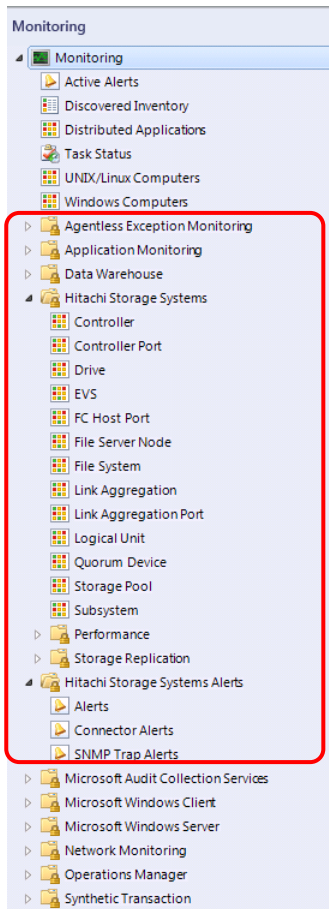 Monitoring
Monitoring
Active Alerts
Discovered Inventory
Distributed Applications
Task Status
UNIX/Linux Computers
Windows Computers
Agentless Exception Monitoring
Application Monitoring
Data Warehouse
Hitachi Storage Systems
Controller
Controller Port
Drive
EVS
FC Host Port
File Server Node
File System
Link Aggregation
Link Aggregation Port
Logical Unit
Quorum Device
Storage Pool
Subsystem
Performance
Storage Replication
Hitachi Storage Systems Alerts
Alerts
Connector Alerts
SNMP Trap Alerts
Microsoft Audit Collection Services
Microsoft Windows Client
Microsoft Windows Server
Network Monitoring
Operations Manager
Synthetic Transaction